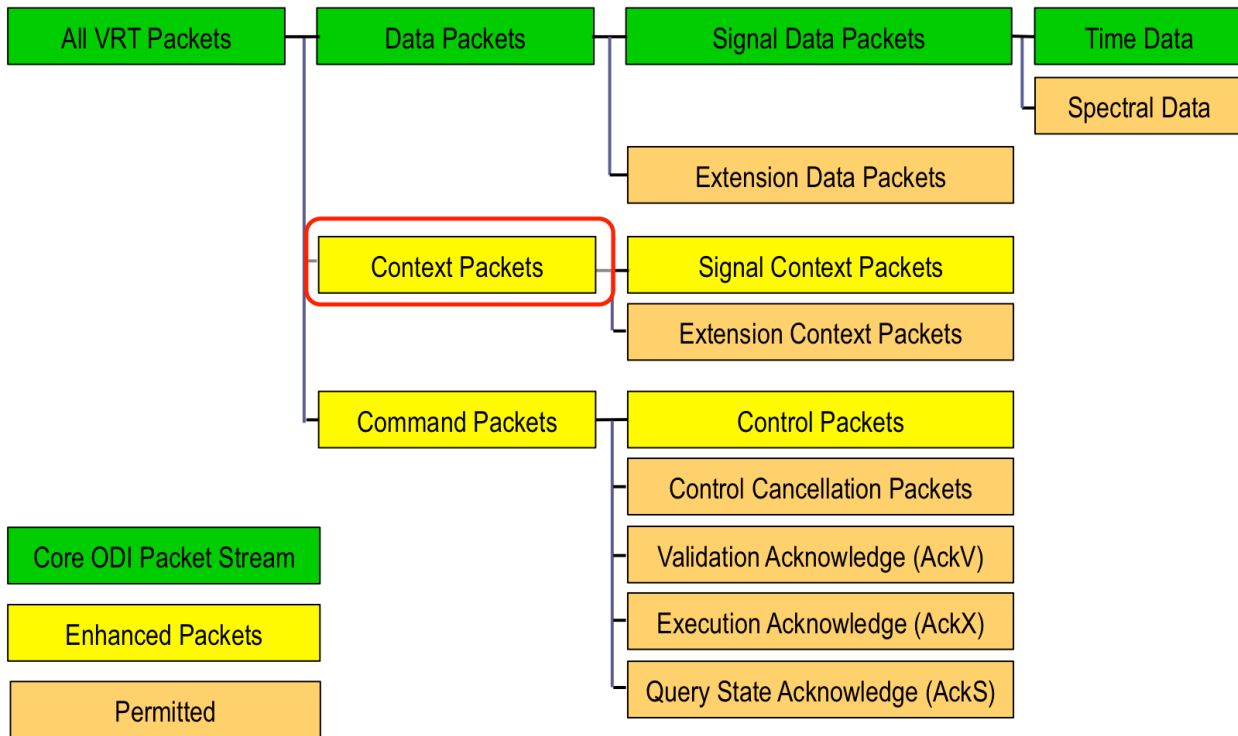 All VRT Packets
Data Packets
Signal Data Packets
Time Data
Spectral Data
Extension Data Packets
Context Packets
Signal Context Packets
Extension Context Packets
Command Packets
Control Packets
Control Cancellation Packets
Validation Acknowledge (AckV)
Execution Acknowledge (AckX)
Query State Acknowledge (AckS)
Core ODI Packet Stream
Enhanced Packets
Permitted